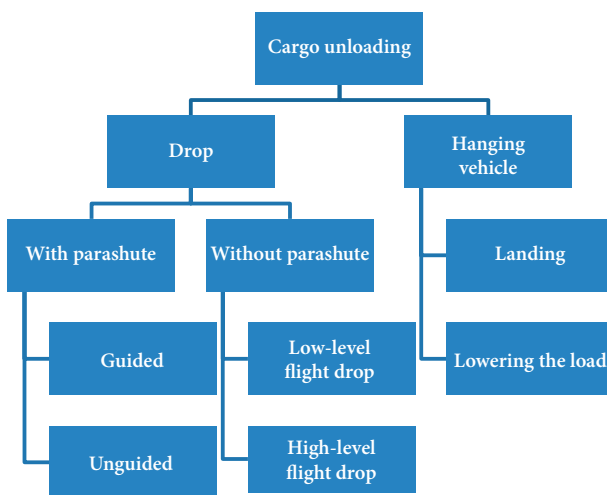 Cargo unloading
Drop
Hanging
vehicle
With parashute
Without parashute
Landing
Guided
Low-level
flight drop
Lowering the load
Unguided
High-level
flight drop